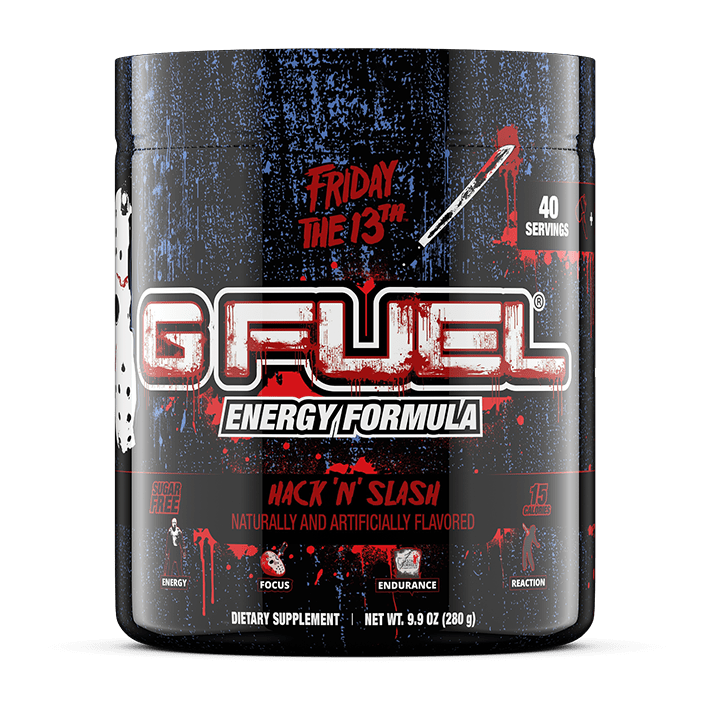 FRIDAY
THE 13TH
40
SERVINGS
G FUEL®
ENERGY FORMULA
HACK 'N' SLASH
NATURALLY AND ARTIFICIALLY FLAVORED
SUGAR
FREE
15
CALORIES
ENERGY
FOCUS
ENDURANCE
REACTION
DIETARY SUPPLEMENT | NET WT. 9.9 OZ (280 g)